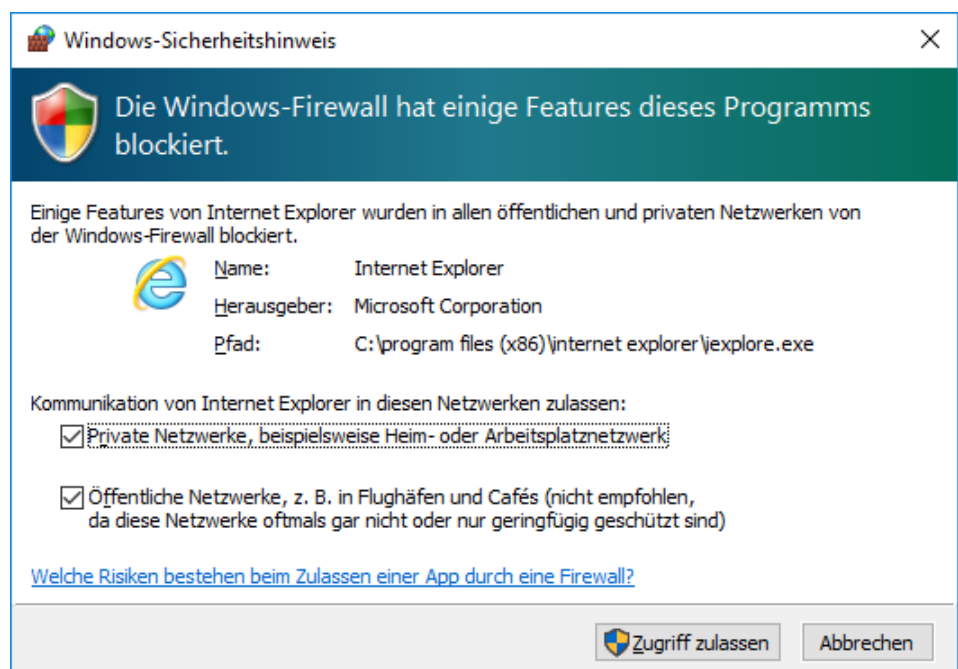 Windows-Sicherheitshinweis
Die Windows-Firewall hat einige Features dieses Programms
blockiert.
Einige Features von Internet Explorer wurden in allen öffentlichen und privaten Netzwerken von
der Windows-Firewall blockiert.
Name: Internet Explorer
Herausgeber: Microsoft Corporation
Pfad: C:\program files (x86)\internet explorer\iexplore.exe
Kommunikation von Internet Explorer in diesen Netzwerken zulassen:
Private Netzwerke, beispielsweise Heim- oder Arbeitsplatznetzwerk
Öffentliche Netzwerke, z. B. in Flughäfen und Cafés (nicht empfohlen,
da diese Netzwerke oftmals gar nicht oder nur geringfügig geschützt sind)
Welche Risiken bestehen beim Zulassen einer App durch eine Firewall?
Zugriff zulassen Abbrechen